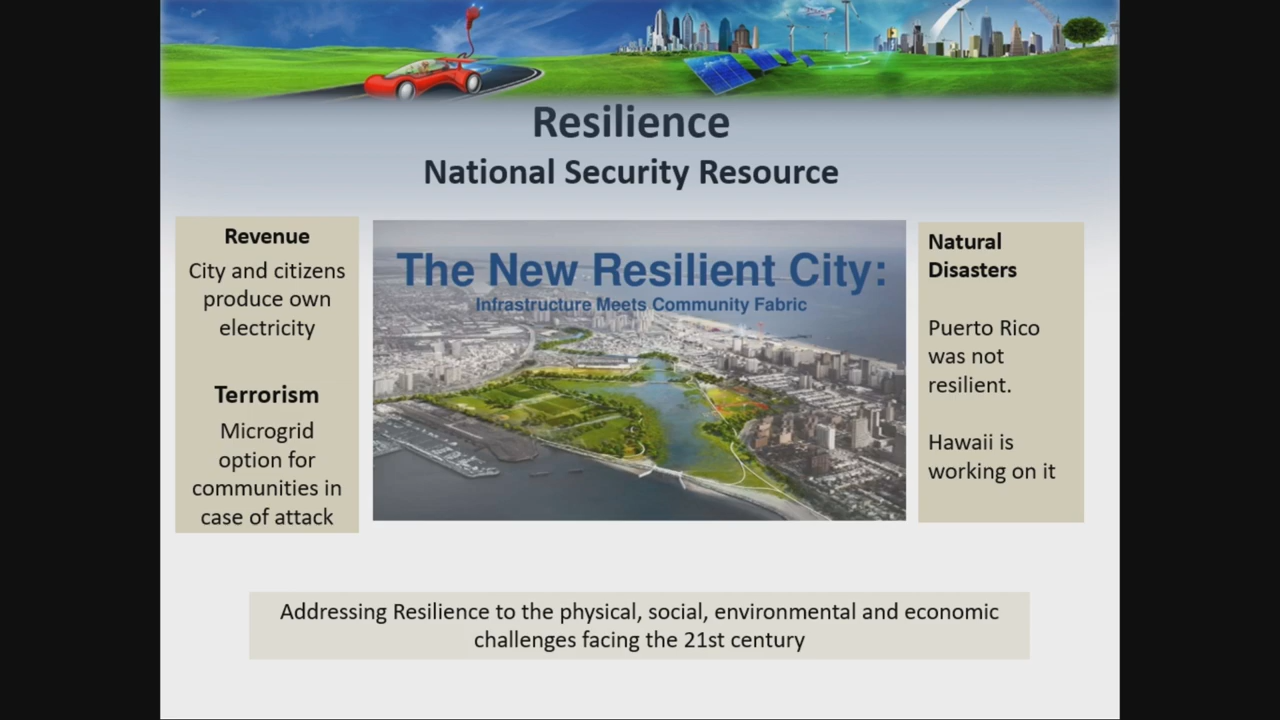 Resilience
National Security Resource
Revenue
City and citizens
produce own
electricity
Terrorism
Microgrid
option for
communities in
case of attack
The New Resilient City:
Infrastructure Meets Community Fabric
Natural
Disasters
Puerto Rico
was not
resilient.
Hawaii is
working on it
Addressing Resilience to the physical, social, environmental and economic
challenges facing the 21st century